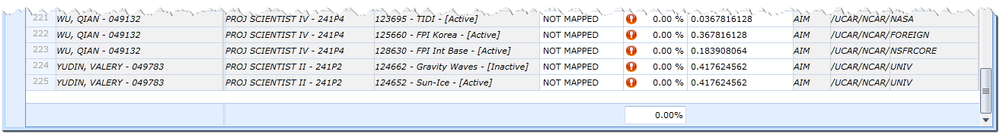 221 WU, QIAN - 049132 PROJ SCIENTIST IV - 241P4 123695 - TIDI - [Active] NOT MAPPED 0.00 % 0.0367816128 AIM /UCAR/NCAR/NASA
222 WU, QIAN - 049132 PROJ SCIENTIST IV - 241P4 125660 - FPI Korea - [Active] NOT MAPPED 0.00 % 0.367816128 AIM /UCAR/NCAR/FOREIGN
223 WU, QIAN - 049132 PROJ SCIENTIST IV - 241P4 128630 - FPI Int Base - [Active] NOT MAPPED 0.00 % 0.183908064 AIM /UCAR/NCAR/NSFRCORE
224 YUDIN, VALERY - 049783 PROJ SCIENTIST II - 241P2 124662 - Gravity Waves - [Inactive] NOT MAPPED 0.00 % 0.417624562 AIM /UCAR/NCAR/UNIV
225 YUDIN, VALERY - 049783 PROJ SCIENTIST II - 241P2 124652 - Sun-Ice - [Active] NOT MAPPED 0.00 % 0.417624562 AIM /UCAR/NCAR/UNIV
0.00%